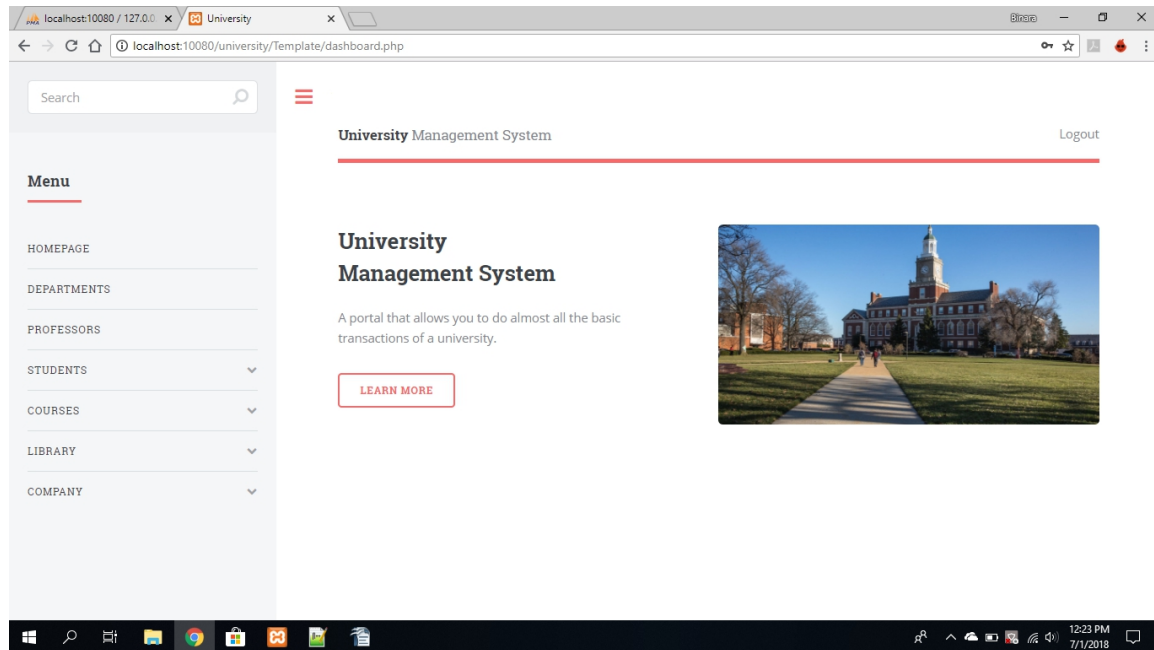 localhost:10080 / 127.0.0
University
Binara
localhost:10080/university/Template/dashboard.php
Search
University Management System
Logout
Menu
HOMEPAGE
DEPARTMENTS
PROFESSORS
STUDENTS
COURSES
LIBRARY
COMPANY
University
Management System
A portal that allows you to do almost all the basic
transactions of a university.
LEARN MORE
12:23 PM
7/1/2018